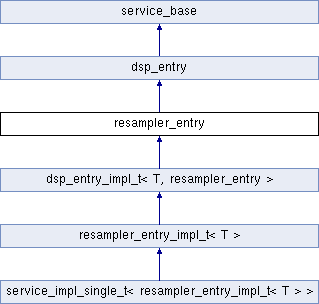 service_base
dsp_entry
resampler_entry
dsp_entry_impl_t< T, resampler_entry >
resampler_entry_impl_t< T >
service_impl_single_t< resampler_entry_impl_t< T > >